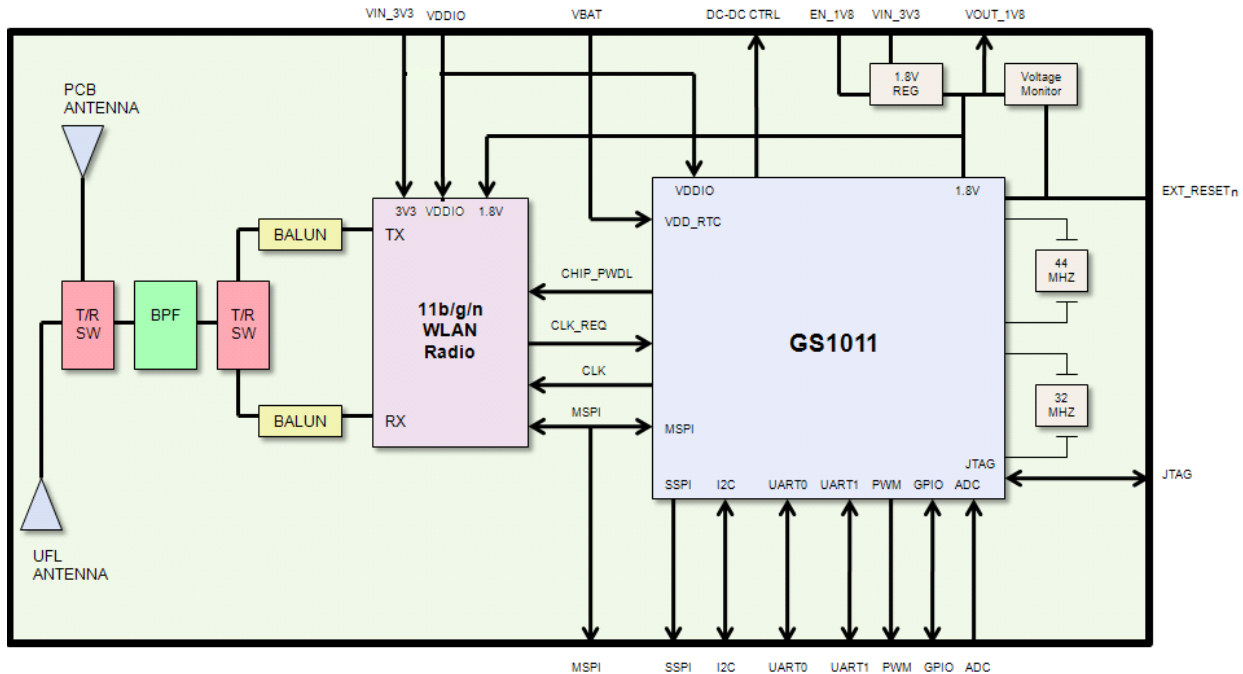 VIN_3V3
VDDIO
VBAT
DC-DC CTRL
EN_1V8
VIN_3V3
VOUT_1V8
1.8V
REG
Voltage
Monitor
PCB
ANTENNA
VDDIO
1.8V
EXT_RESETn
3V3
VDDIO
1.8V
VDD_RTC
BALUN
TX
44
MHZ
CHIP_PWDL
T/R
SW
BPF
T/R
SW
11b/g/n
WLAN
Radio
CLK_REQ
GS1011
CLK
32
MHZ
BALUN
RX
MSPI
MSPI
JTAG
JTAG
SSPI
I2C
UART0
UART1
PWM
GPIO
ADC
UFL
ANTENNA
MSPI
SSPI
I2C
UART0
UART1
PWM
GPIO
ADC